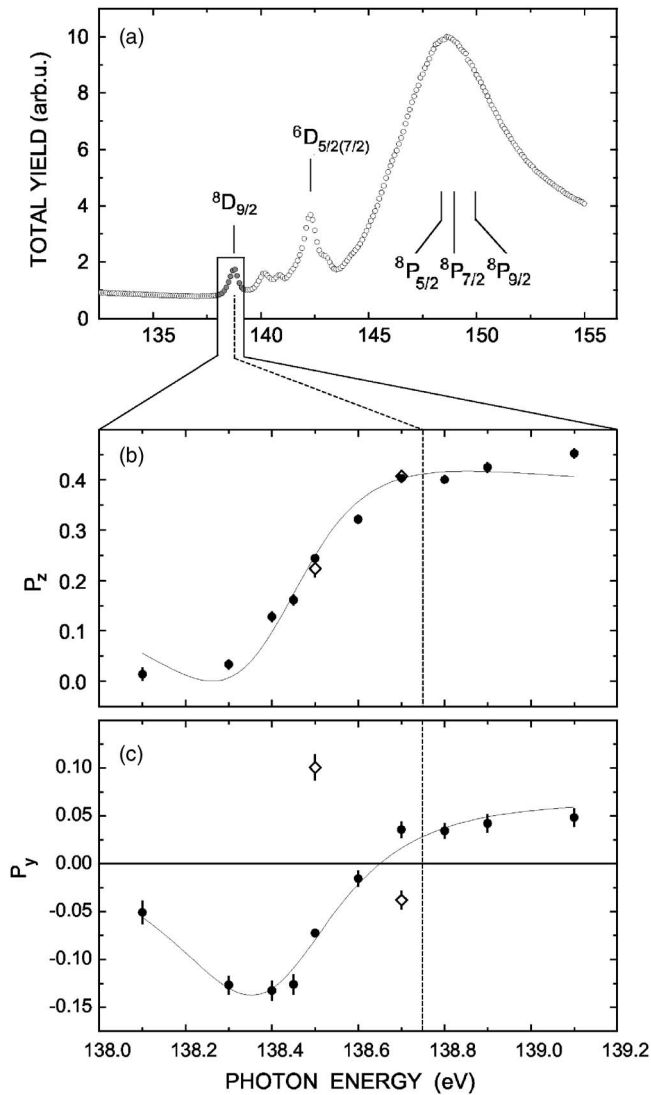 (a)
TOTAL YIELD (arb.u.)
10
8
6
4
2
0
⁶D₅/₂(₇/₂)
⁸D₉/₂
⁸P₅/₂ ⁸P₇/₂ ⁸P₉/₂
135 140 145 150 155
(b)
P_z
0.4
0.3
0.2
0.1
0.0
(c)
P_y
0.10
0.05
0.00
-0.05
-0.10
-0.15
138.0 138.2 138.4 138.6 138.8 139.0 139.2
PHOTON ENERGY (eV)